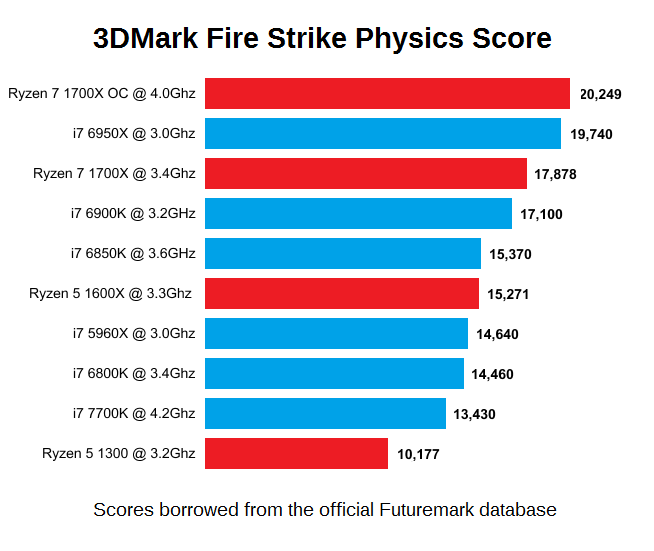 3DMark Fire Strike Physics Score
Ryzen 7 1700X OC @ 4.0Ghz 20,249
i7 6950X @ 3.0Ghz 19,740
Ryzen 7 1700X @ 3.4Ghz 17,878
i7 6900K @ 3.2GHz 17,100
i7 6850K @ 3.6GHz 15,370
Ryzen 5 1600X @ 3.3Ghz 15,271
i7 5960X @ 3.0Ghz 14,640
i7 6800K @ 3.4Ghz 14,460
i7 7700K @ 4.2Ghz 13,430
Ryzen 5 1300 @ 3.2Ghz 10,177
Scores borrowed from the official Futuremark database